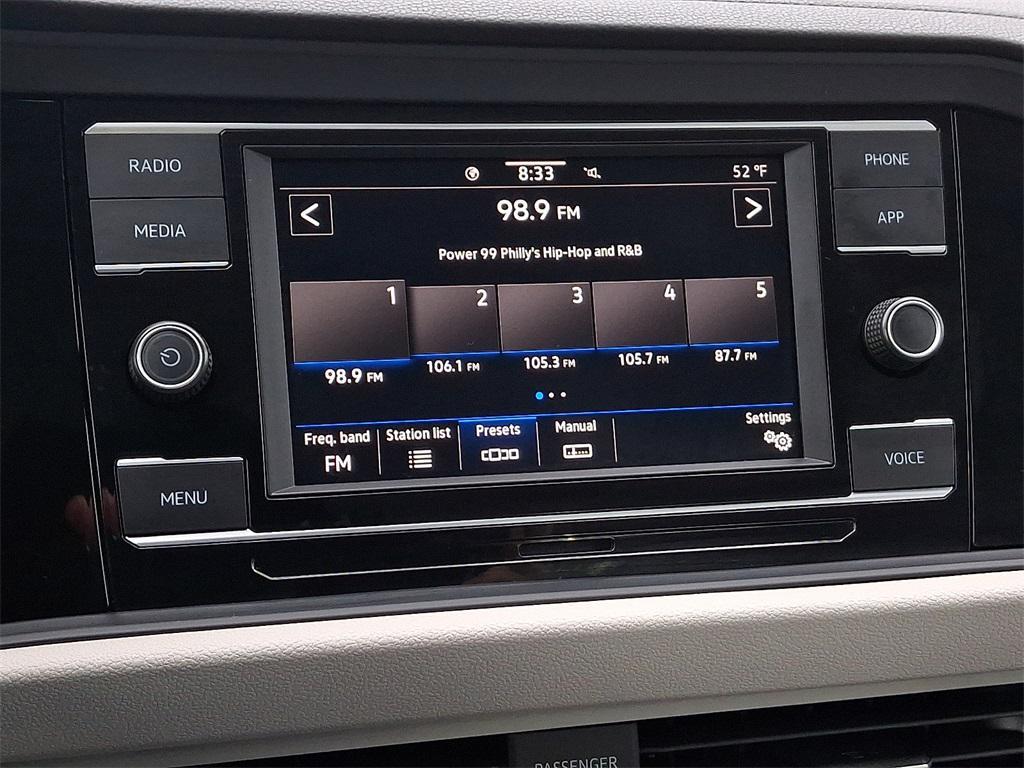 RADIO
MEDIA
MENU
8:33
52 °F
<
98.9 FM
>
Power 99 Philly's Hip-Hop and R&B
1
2
3
4
5
98.9 FM
106.1 FM
105.3 FM
105.7 FM
87.7 FM
Freq. band
FM
Station list
Presets
Manual
Settings
PHONE
APP
VOICE
PASSENGER